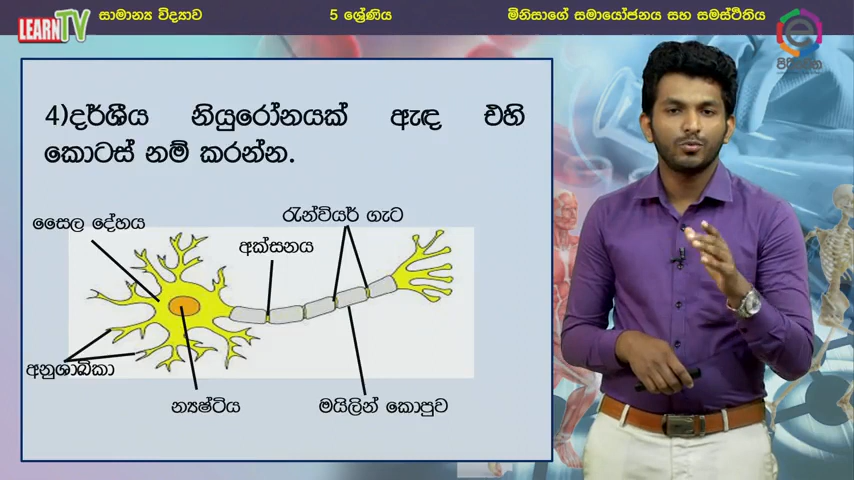 LEARN TV
සාමාන්‍ය විද්‍යාව
5 ශ්‍රේණිය
මිනිසාගේ සමායෝජනය සහ සමස්ථිතිය
පිරිවෙන
4)දර්ශීය නියුරෝනයක් ඇඳ එහි
කොටස් නම් කරන්න.
රැන්වියර් ගැට
සෛල දේහය
අක්සනය
අනුශාඛිකා
න්‍යෂ්ටිය
මයිලින් කොපුව